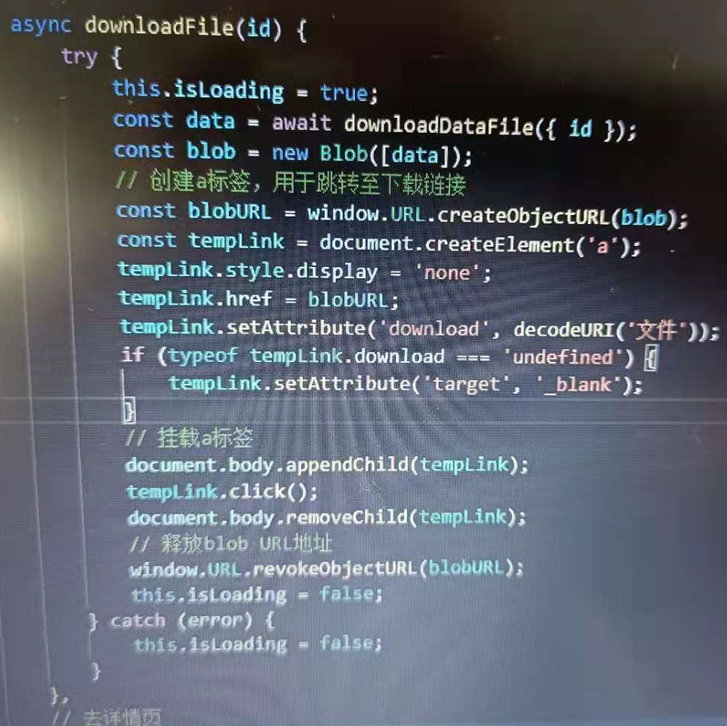 async downloadFile(id) {
try {
this.isLoading = true;
const data = await downloadDataFile({ id });
const blob = new Blob([data]);
// 创建a标签，用于跳转至下载链接
const blobURL = window.URL.createObjectURL(blob);
const tempLink = document.createElement('a');
tempLink.style.display = 'none';
tempLink.href = blobURL;
tempLink.setAttribute('download', decodeURI('文件'));
if (typeof tempLink.download === 'undefined') {
tempLink.setAttribute('target', '_blank');
}
// 挂载a标签
document.body.appendChild(tempLink);
tempLink.click();
document.body.removeChild(tempLink);
// 释放blob URL地址
window.URL.revokeObjectURL(blobURL);
this.isLoading = false;
} catch (error) {
this.isLoading = false;
}
},
// 去详情页